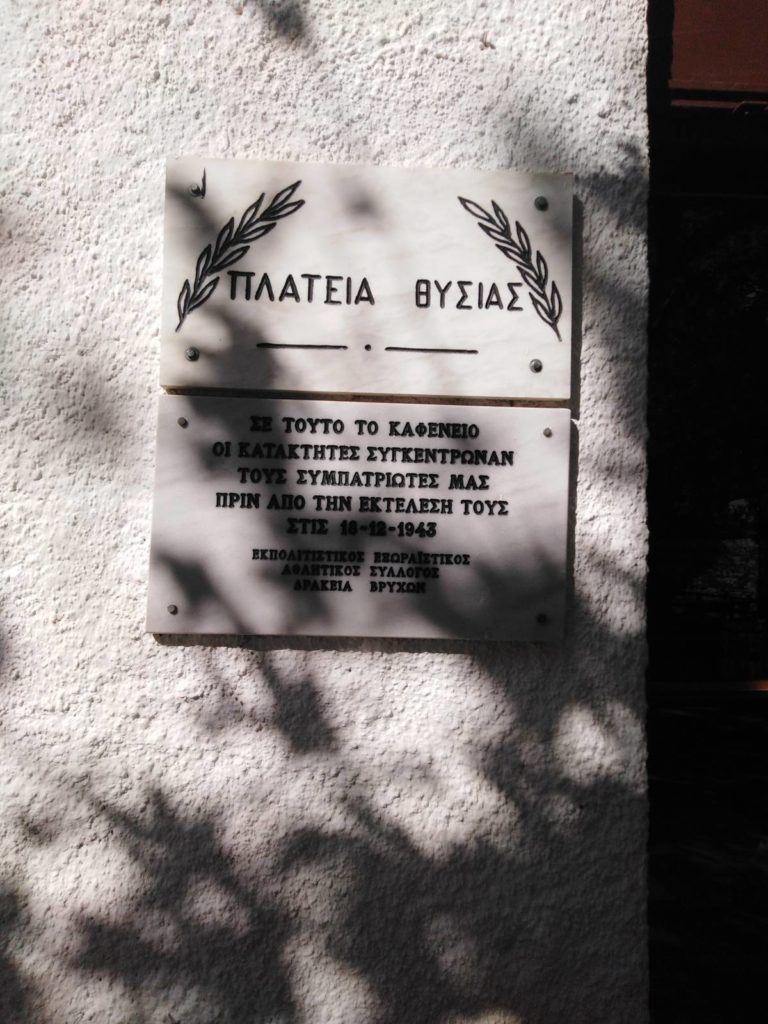 ΠΛΑΤΕΙΑ ΘΥΣΙΑΣ
ΣΕ ΤΟΥΤΟ ΤΟ ΚΑΦΕΝΕΙΟ
ΟΙ ΚΑΤΑΚΤΗΤΕΣ ΣΥΓΚΕΝΤΡΩΝΑΝ
ΤΟΥΣ ΣΥΜΠΑΤΡΙΩΤΕΣ ΜΑΣ
ΠΡΙΝ ΑΠΟ ΤΗΝ ΕΚΤΕΛΕΣΗ ΤΟΥΣ
ΣΤΙΣ 18-12-1943
ΕΚΠΟΛΙΤΙΣΤΙΚΟΣ ΕΞΩΡΑΪΣΤΙΚΟΣ
ΑΘΛΗΤΙΚΟΣ ΣΥΛΛΟΓΟΣ
ΔΡΑΚΕΙΑ ΒΡΥΧΩΝ